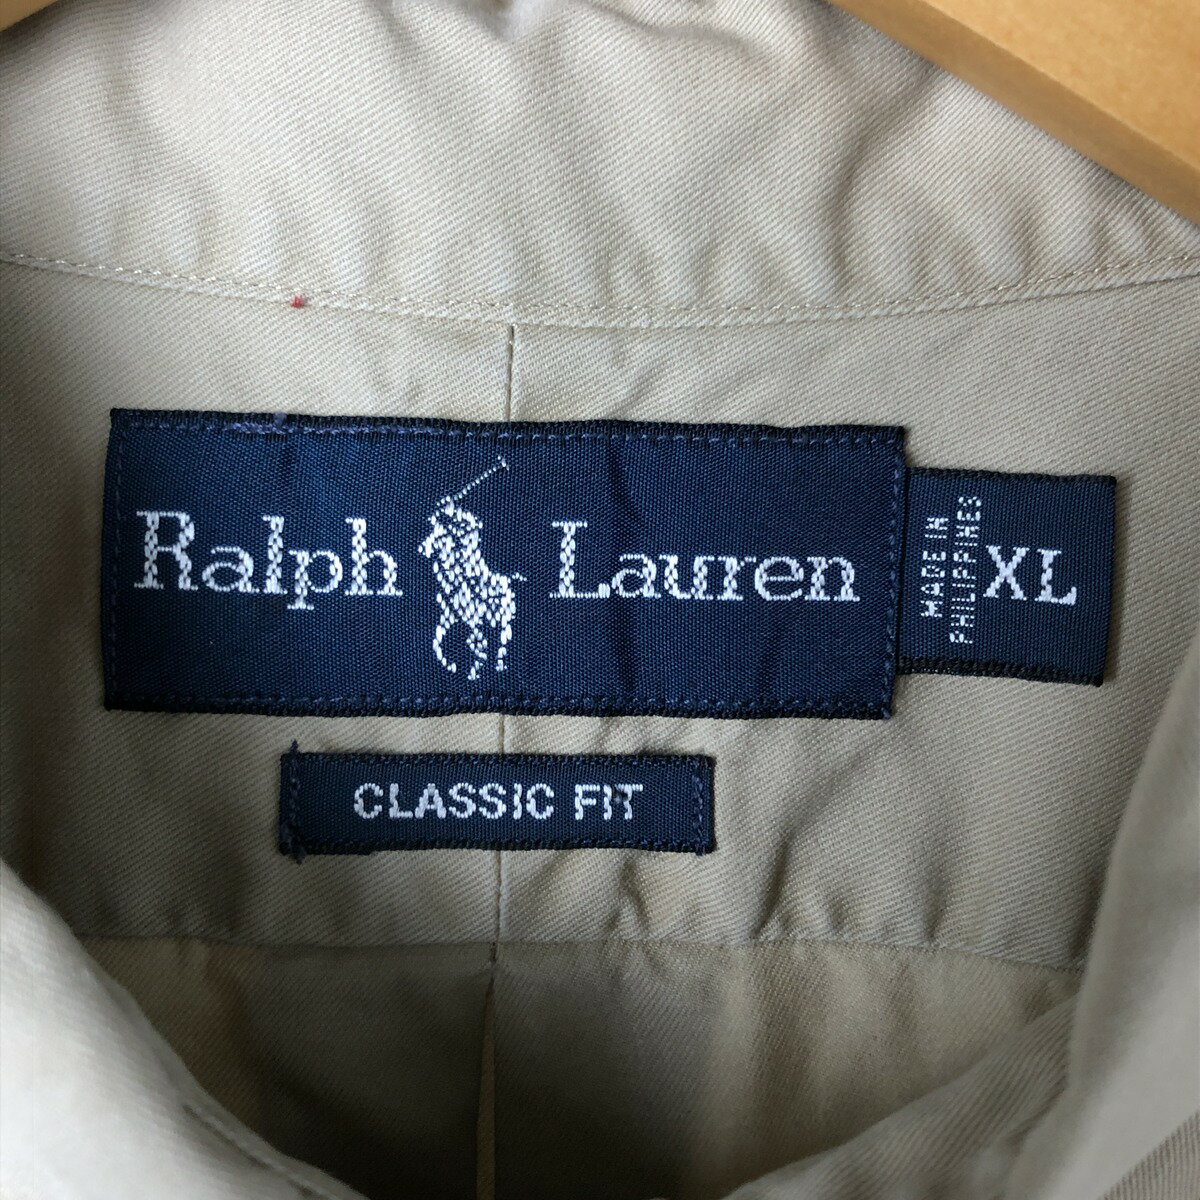 Ralph Lauren
MADE IN
PHILIPPINES
XL
CLASSIC FIT